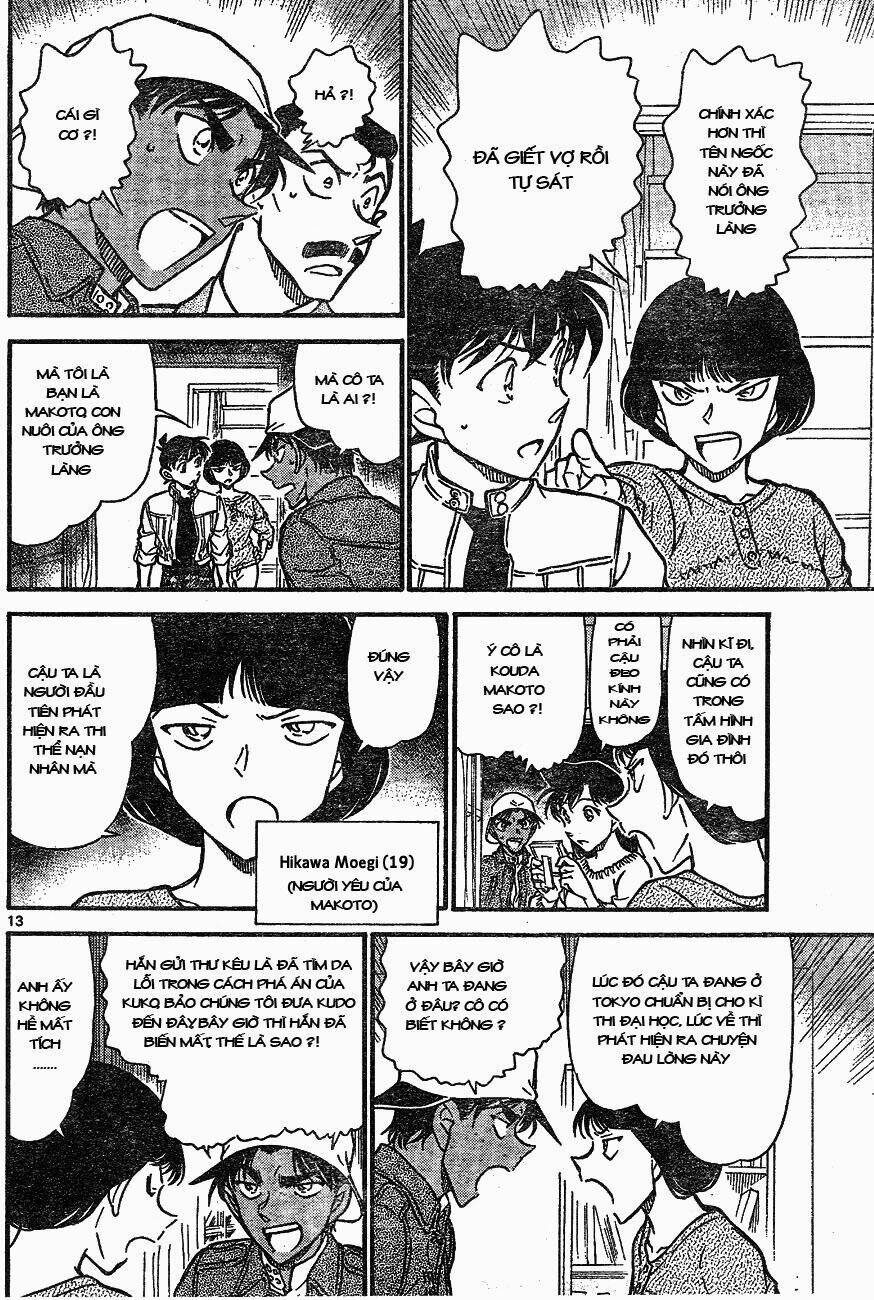 CHÍNH XÁC
HƠN THÌ
TÊN NGỐC
NÀY ĐÃ
NÓI ÔNG
TRƯỞNG
LÀNG
ĐÃ GIẾT VỢ RỒI
TỰ SÁT
HẢ ?!
CÁI GÌ
CƠ ?!
MÀ CÔ TA
LÀ AI ?!
MÀ TÔI LÀ
BẠN LÀ
MAKOTO, CON
NUÔI CỦA ÔNG
TRƯỞNG
LÀNG
NHÌN KĨ ĐI,
CẬU TA
CŨNG CÓ
TRONG
TẤM HÌNH
GIA ĐÌNH
ĐÓ THÔI
CÓ
PHẢI
CẬU
ĐEO
KÍNH
NÀY
KHÔNG
Ý CÔ LÀ
KOUDA
MAKOTO
SAO ?!
ĐÚNG
VẬY
CẬU TA LÀ
NGƯỜI ĐẦU
TIÊN PHÁT
HIỆN RA THI
THỂ NẠN
NHÂN MÀ
Hikawa Moegi (19)
(NGƯỜI YÊU CỦA
MAKOTO)
13
LÚC ĐÓ CẬU TA ĐANG Ở
TOKYO CHUẨN BỊ CHO KÌ
THI ĐẠI HỌC, LÚC VỀ THÌ
PHÁT HIỆN RA CHUYỆN
ĐAU LÒNG NÀY
VẬY BÂY GIỜ
ANH TA ĐANG
Ở ĐÂU? CÔ CÓ
BIẾT KHÔNG ?
HẮN GỬI THƯ KÊU LÀ ĐÃ TÌM DA
LỖI TRONG CÁCH PHÁ ÁN CỦA
KUKO, BẢO CHÚNG TÔI ĐƯA KUDO
ĐẾN ĐÂY, BÂY GIỜ THÌ HẮN ĐÃ
BIẾN MẤT, THẾ LÀ SAO ?!
ANH ẤY
KHÔNG
HỀ MẤT
TÍCH
........